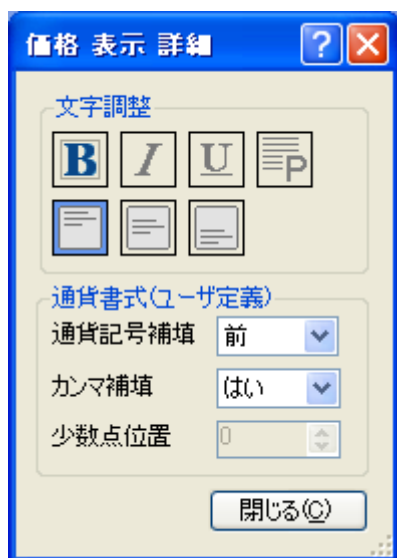 価格 表示 詳細
文字調整
B I U P
通貨書式(ユーザ定義)
通貨記号補填 前
カンマ補填 はい
少数点位置 0
閉じる(C)